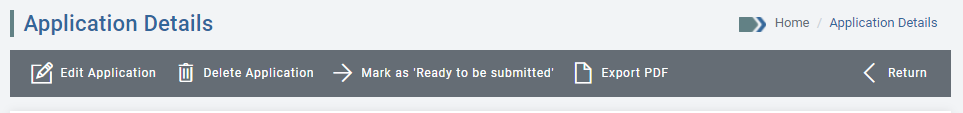 Application Details
Home / Application Details
Edit Application
Delete Application
Mark as 'Ready to be submitted'
Export PDF
Return